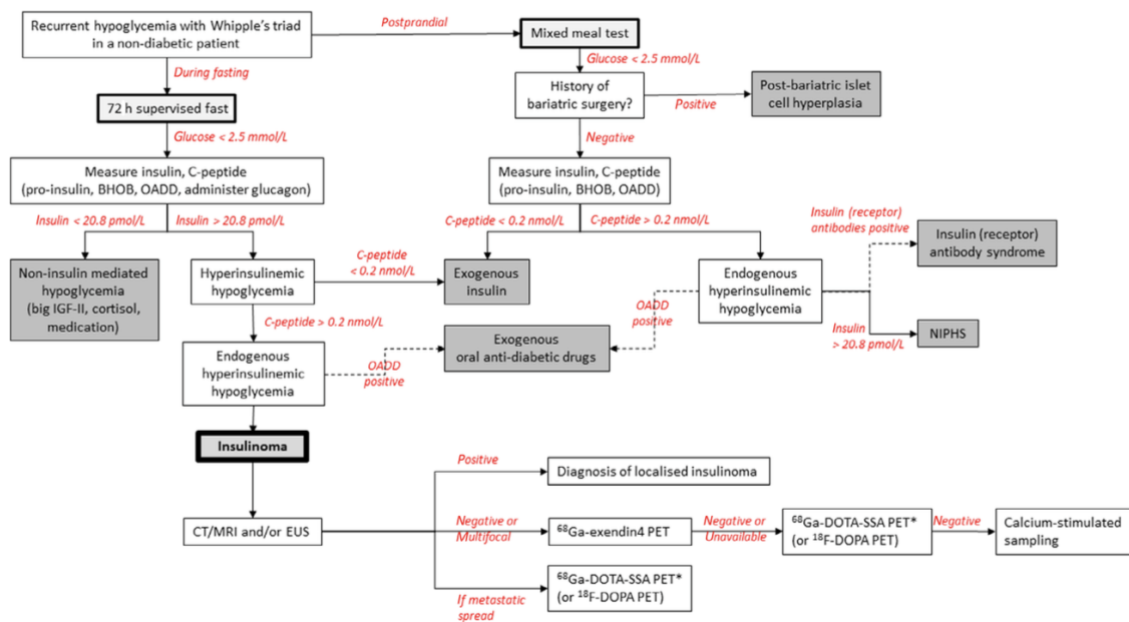 Recurrent hypoglycemia with Whipple's triad
in a non-diabetic patient
Postprandial
Mixed meal test
During fasting
Glucose < 2.5 mmol/L
72 h supervised fast
History of
bariatric surgery?
Positive
Post-bariatric islet
cell hyperplasia
Glucose < 2.5 mmol/L
Negative
Measure insulin, C-peptide
(pro-insulin, BHOB, OADD, administer glucagon)
Measure insulin, C-peptide
(pro-insulin, BHOB, OADD)
Insulin < 20.8 pmol/L
Insulin > 20.8 pmol/L
C-peptide < 0.2 nmol/L
C-peptide > 0.2 nmol/L
Insulin (receptor)
antibodies positive
Insulin (receptor)
antibody syndrome
Non-insulin mediated
hypoglycemia
(big IGF-II, cortisol,
medication)
Hyperinsulinemic
hypoglycemia
C-peptide
< 0.2 nmol/L
Exogenous
insulin
Endogenous
hyperinsulinemic
hypoglycemia
OADD
positive
Insulin
> 20.8 pmol/L
NIPHS
C-peptide > 0.2 nmol/L
Exogenous
oral anti-diabetic drugs
Endogenous
hyperinsulinemic
hypoglycemia
OADD
positive
Insulinoma
Positive
Diagnosis of localised insulinoma
CT/MRI and/or EUS
Negative or
Multifocal
⁶⁸Ga-exendin4 PET
Negative or
Unavailable
⁶⁸Ga-DOTA-SSA PET*
(or ¹⁸F-DOPA PET)
Negative
Calcium-stimulated
sampling
If metastatic
spread
⁶⁸Ga-DOTA-SSA PET*
(or ¹⁸F-DOPA PET)